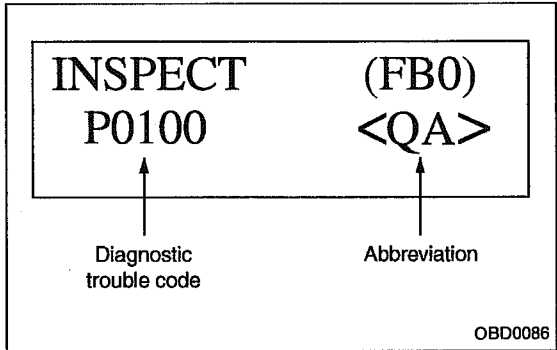 INSPECT (FB0)
P0100 <QA>
Diagnostic
trouble code
Abbreviation
OBD0086